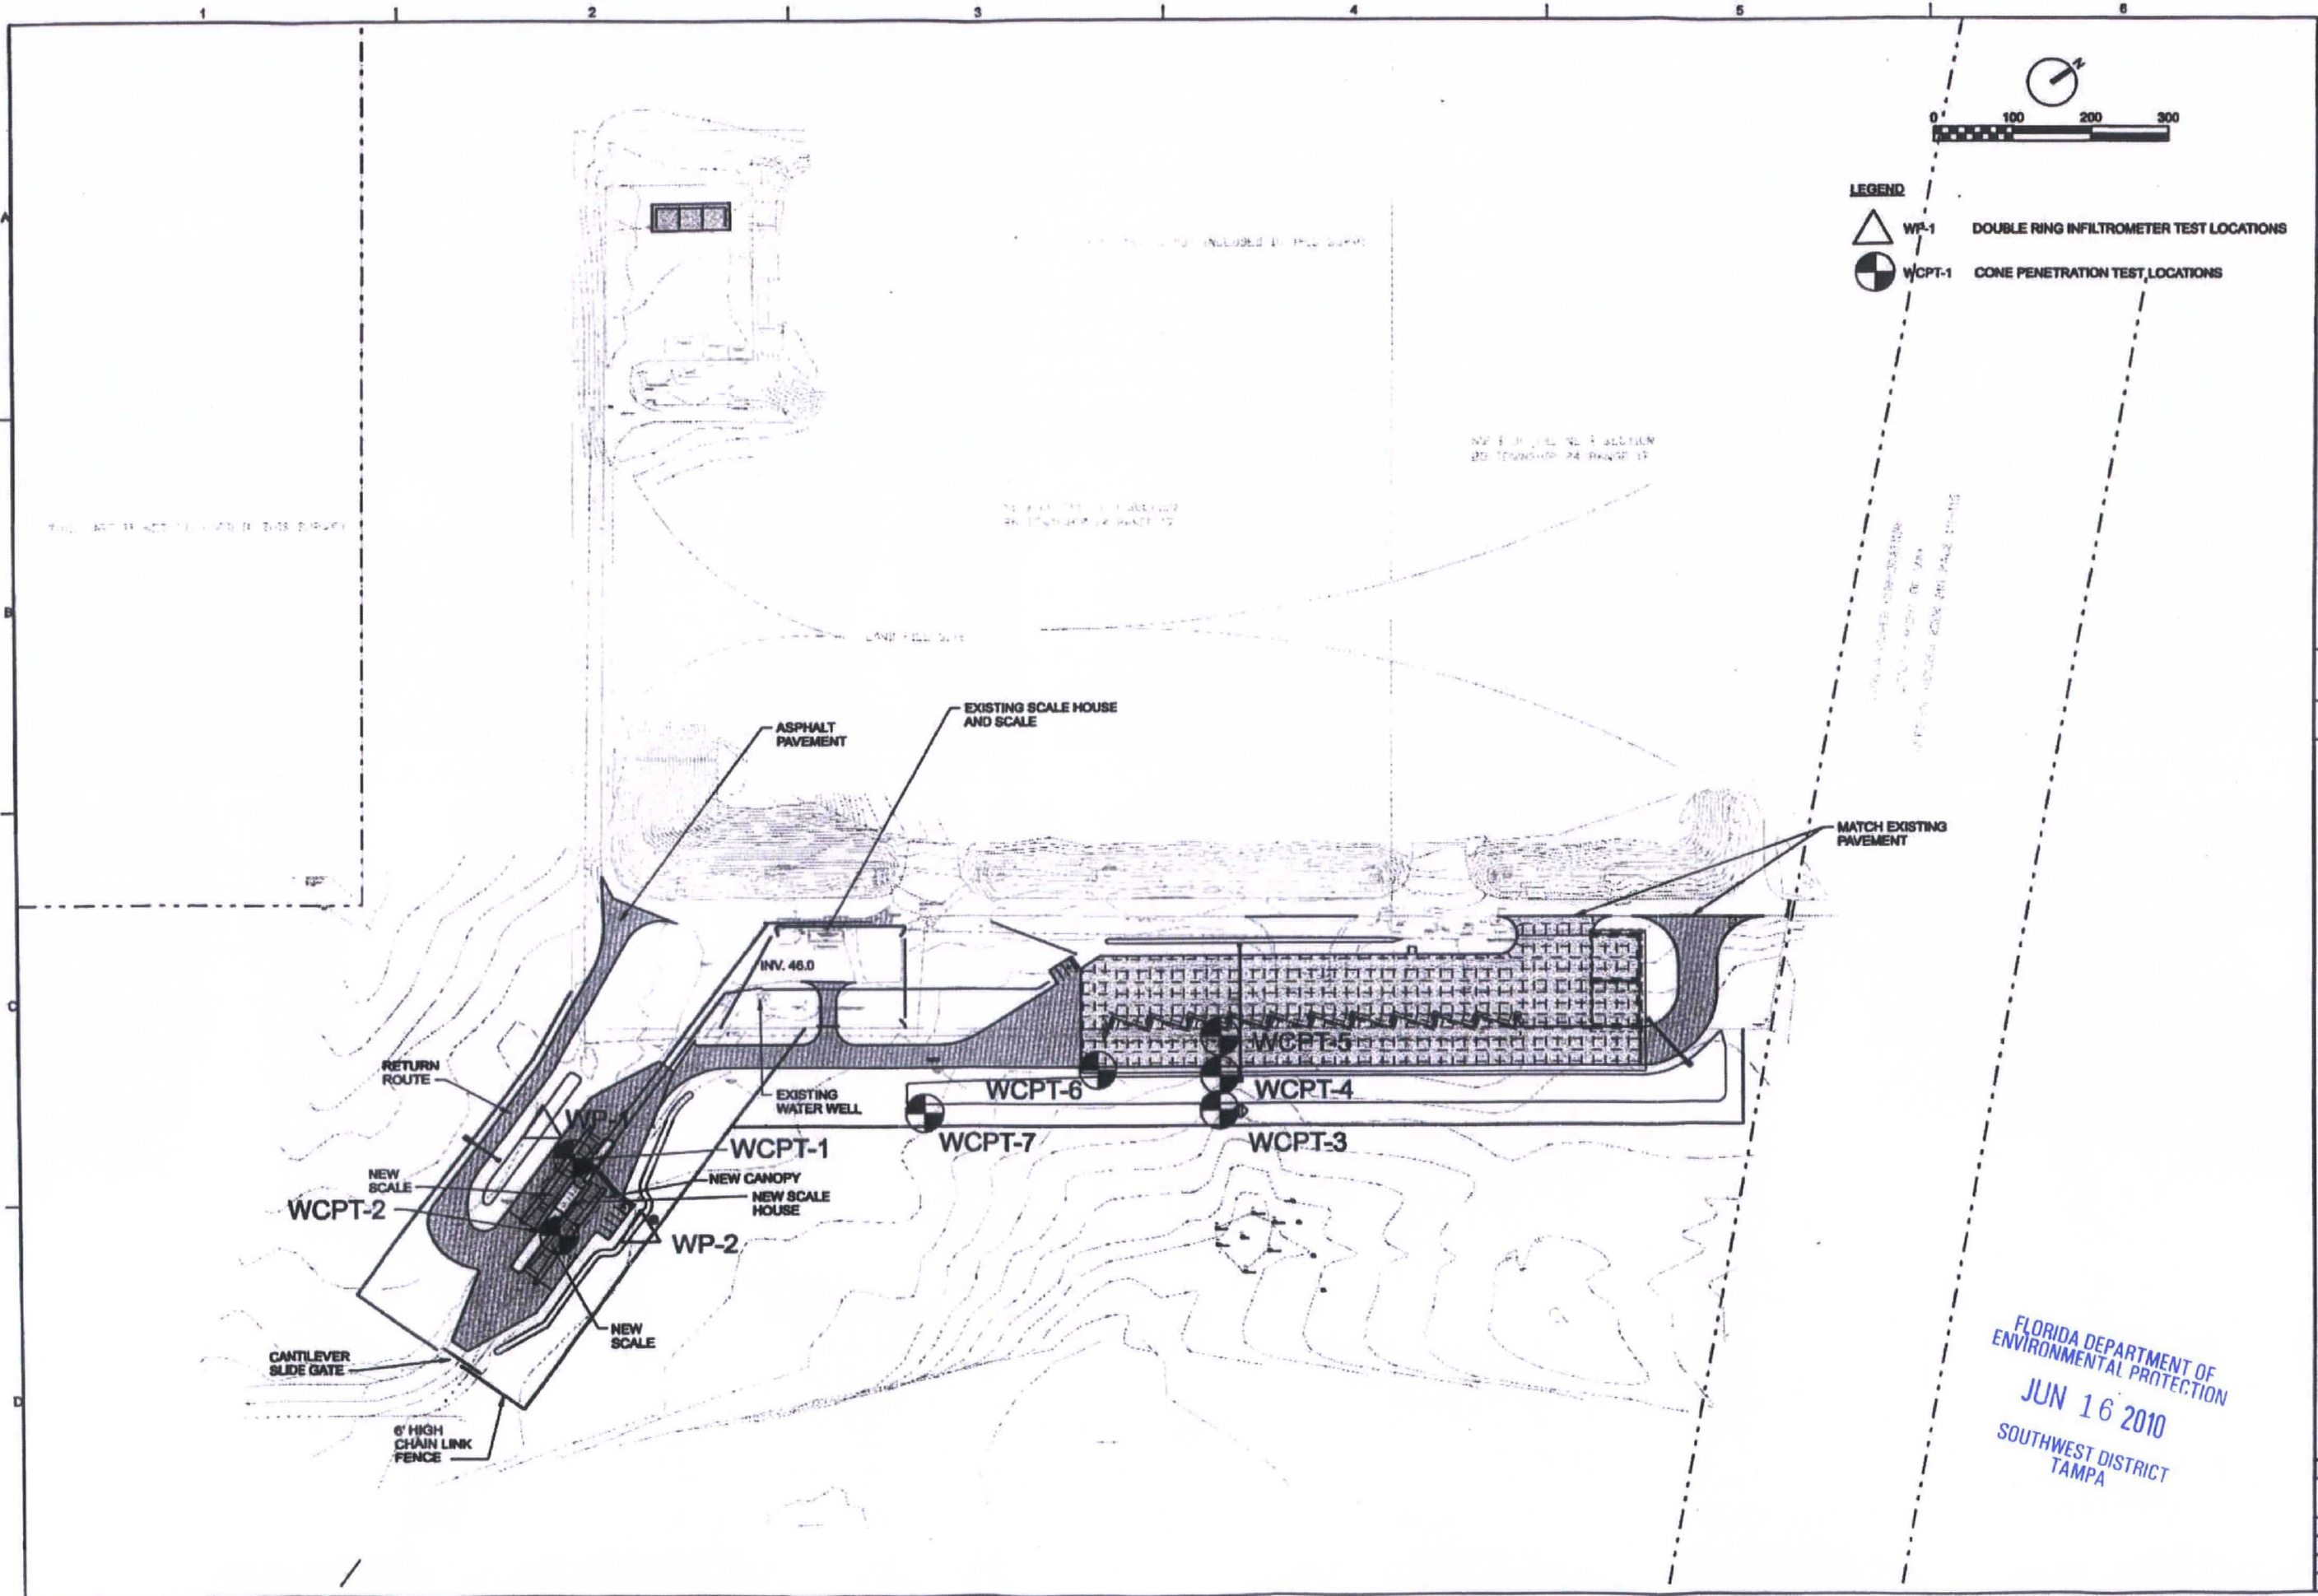 1 2 3 4 5 6
A
B
C
D
N
0 100 200 300
LEGEND
WP-1 DOUBLE RING INFILTROMETER TEST LOCATIONS
WCPT-1 CONE PENETRATION TEST LOCATIONS
LAND FILL SITE
EXISTING SCALE HOUSE
AND SCALE
ASPHALT
PAVEMENT
MATCH EXISTING
PAVEMENT
INV. 46.0
RETURN
ROUTE
EXISTING
WATER WELL
WCPT-5
WCPT-6
WCPT-4
WCPT-7
WCPT-3
WP-1
WCPT-1
NEW
SCALE
NEW CANOPY
NEW SCALE
HOUSE
WCPT-2
WP-2
NEW
SCALE
CANTILEVER
SLIDE GATE
6' HIGH
CHAIN LINK
FENCE
FLORIDA DEPARTMENT OF
ENVIRONMENTAL PROTECTION
JUN 16 2010
SOUTHWEST DISTRICT
TAMPA